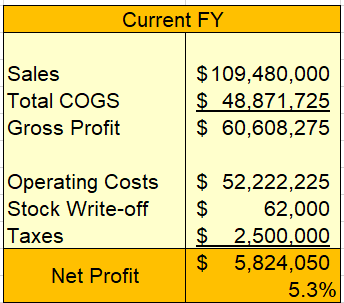 Current FY
Sales $109,480,000
Total COGS $ 48,871,725
Gross Profit $ 60,608,275
Operating Costs $ 52,222,225
Stock Write-off $ 62,000
Taxes $ 2,500,000
Net Profit $ 5,824,050
5.3%